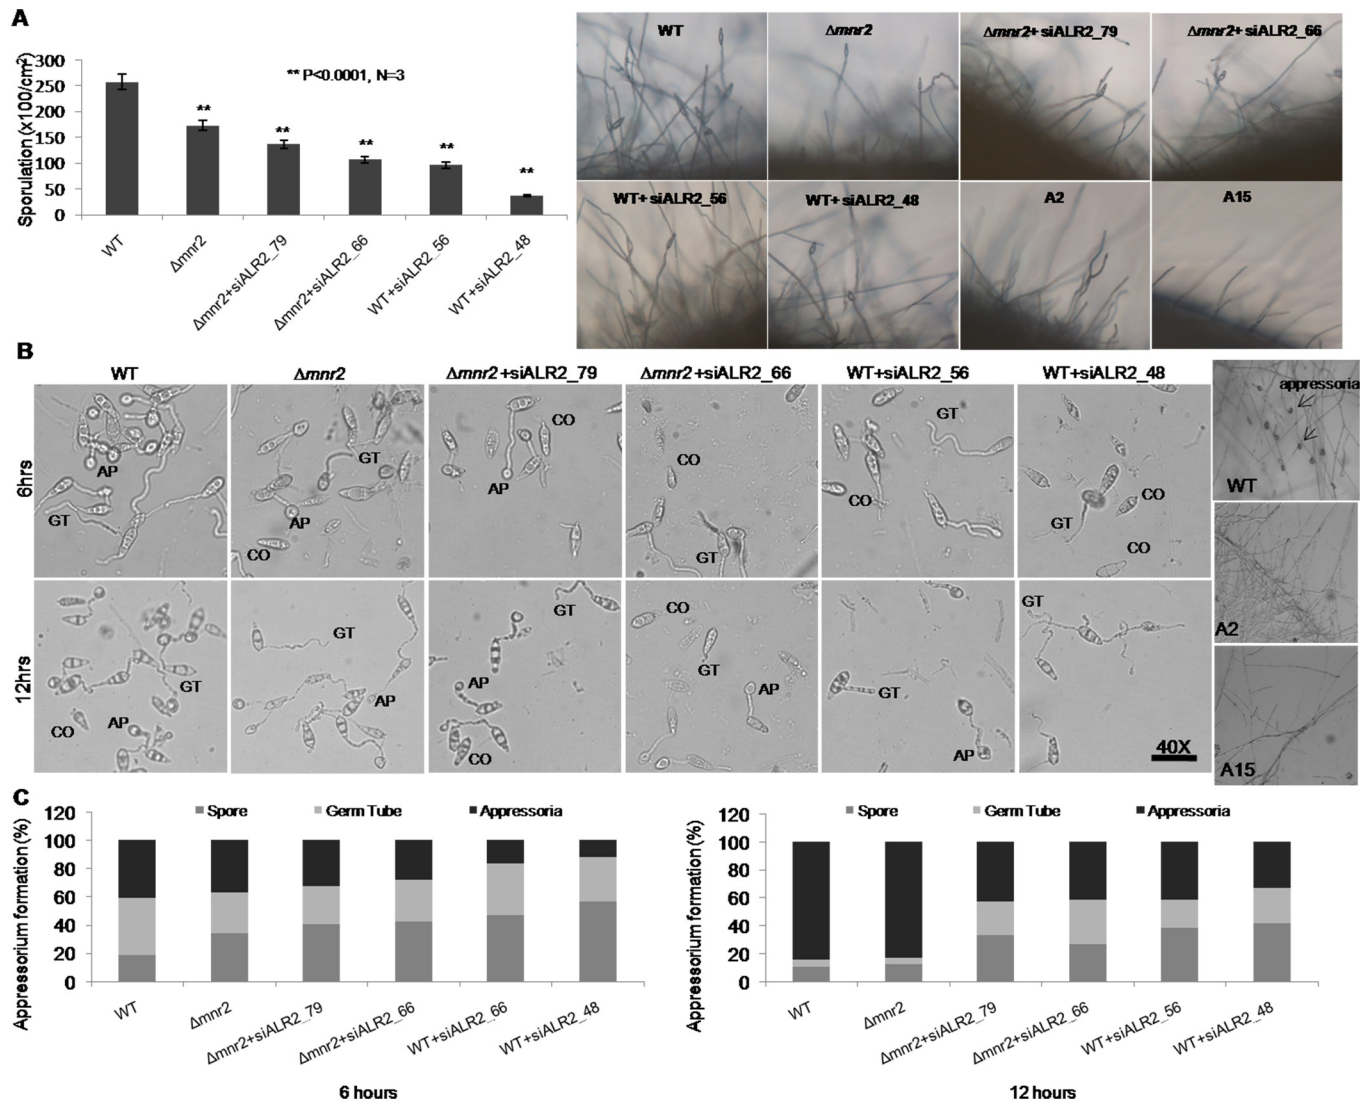 A
Sporulation (x100/cm²)
300
250
200
150
100
50
0
** P<0.0001, N=3
**
**
**
**
**
WT
Δmnr2
Δmnr2+siALR2_79
Δmnr2+siALR2_66
WT+siALR2_56
WT+siALR2_48
WT
Δmnr2
Δmnr2+ siALR2_79
Δmnr2+ siALR2_66
WT+ siALR2_56
WT+ siALR2_48
A2
A15
B
WT
Δmnr2
Δmnr2 +siALR2_79
Δmnr2 +siALR2_66
WT+siALR2_56
WT+siALR2_48
6hrs
AP
GT
GT
AP
CO
CO
AP
CO
GT
GT
CO
CO
GT
CO
appressoria
WT
12hrs
GT
CO
AP
GT
AP
GT
AP
CO
CO
GT
AP
GT
AP
GT
40X
A2
A15
C
Appressorium formation (%)
120
100
80
60
40
20
0
Spore
Germ Tube
Appressoria
WT
Δmnr2
Δmnr2+siALR2_79
Δmnr2+siALR2_66
WT+siALR2_66
WT+siALR2_48
6 hours
Appressorium formation (%)
120
100
80
60
40
20
0
Spore
Germ Tube
Appressoria
WT
Δmnr2
Δmnr2+siALR2_79
Δmnr2+siALR2_66
WT+siALR2_56
WT+siALR2_48
12 hours